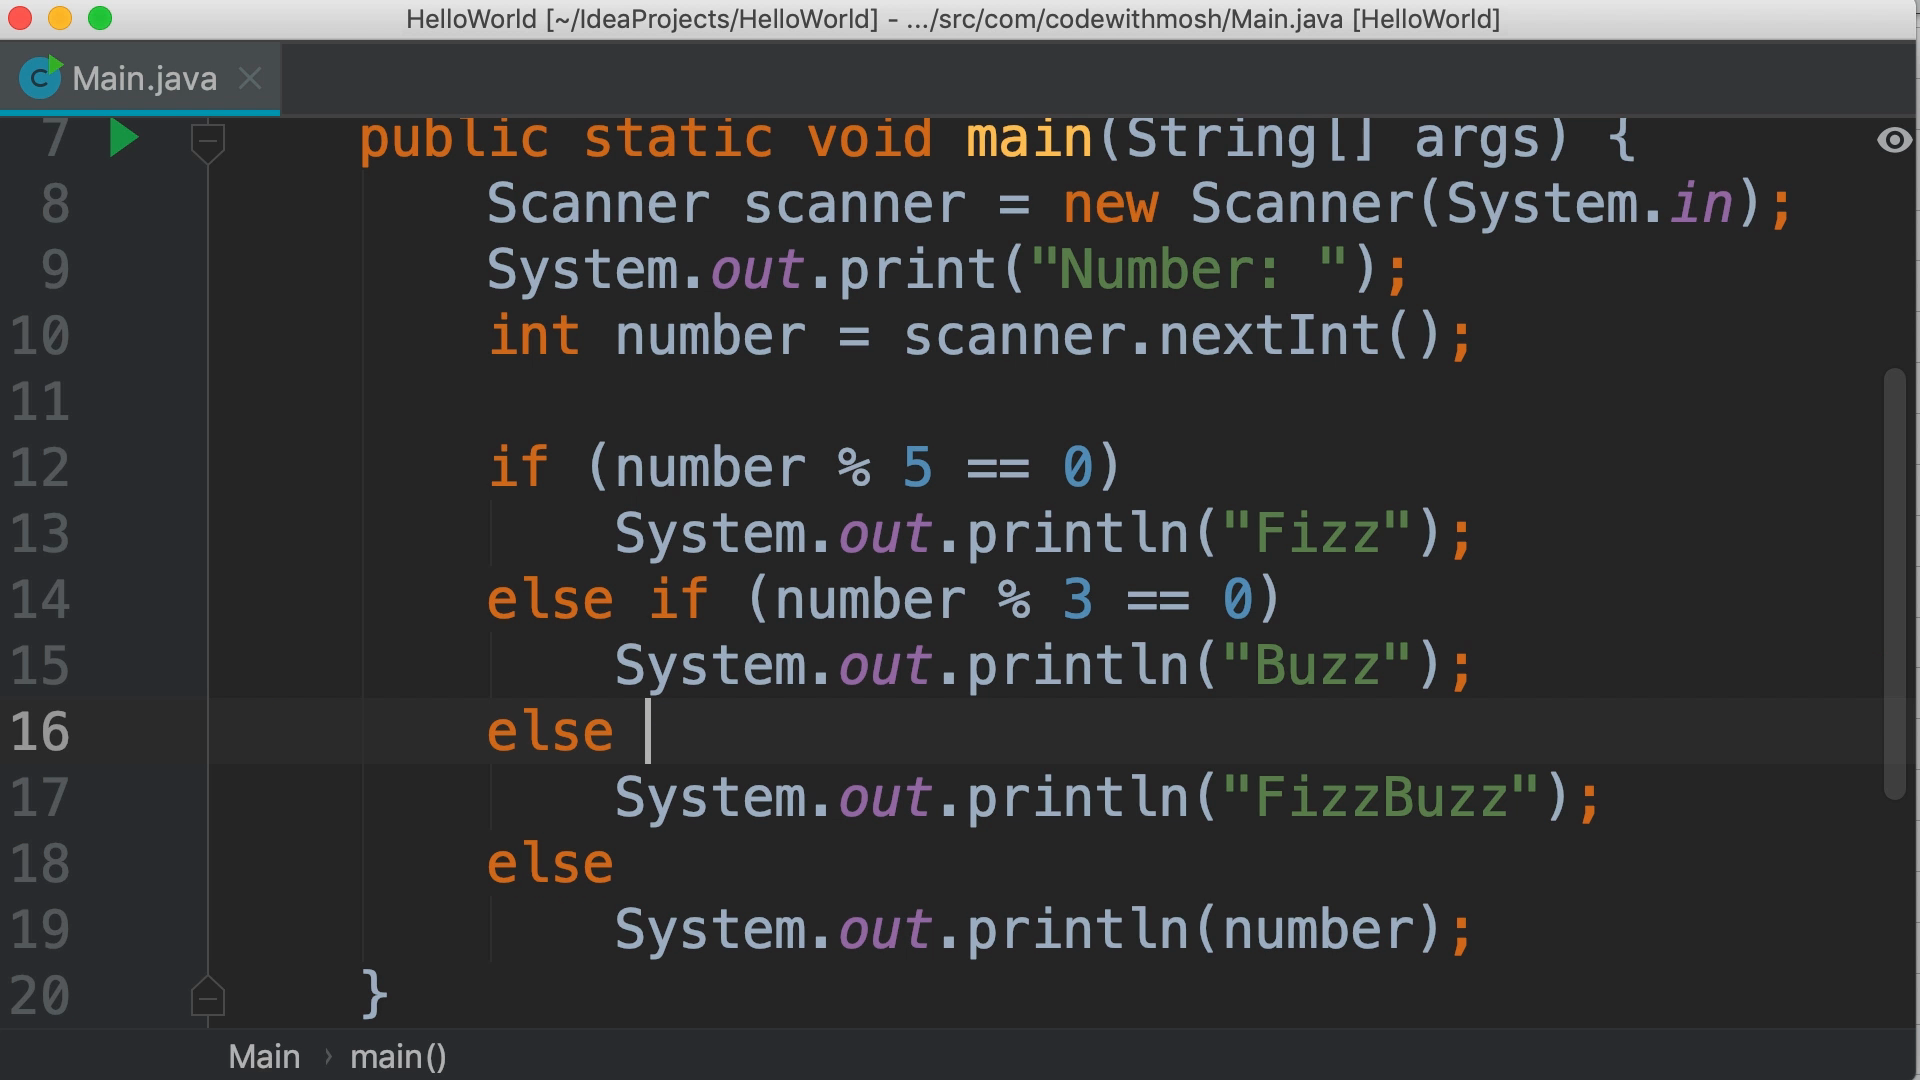 HelloWorld [~/IdeaProjects/HelloWorld] - .../src/com/codewithmosh/Main.java [HelloWorld]
C Main.java
7 public static void main(String[] args) {
8 Scanner scanner = new Scanner(System.in);
9 System.out.print("Number: ");
10 int number = scanner.nextInt();
11
12 if (number % 5 == 0)
13 System.out.println("Fizz");
14 else if (number % 3 == 0)
15 System.out.println("Buzz");
16 else
17 System.out.println("FizzBuzz");
18 else
19 System.out.println(number);
20 }
Main › main()